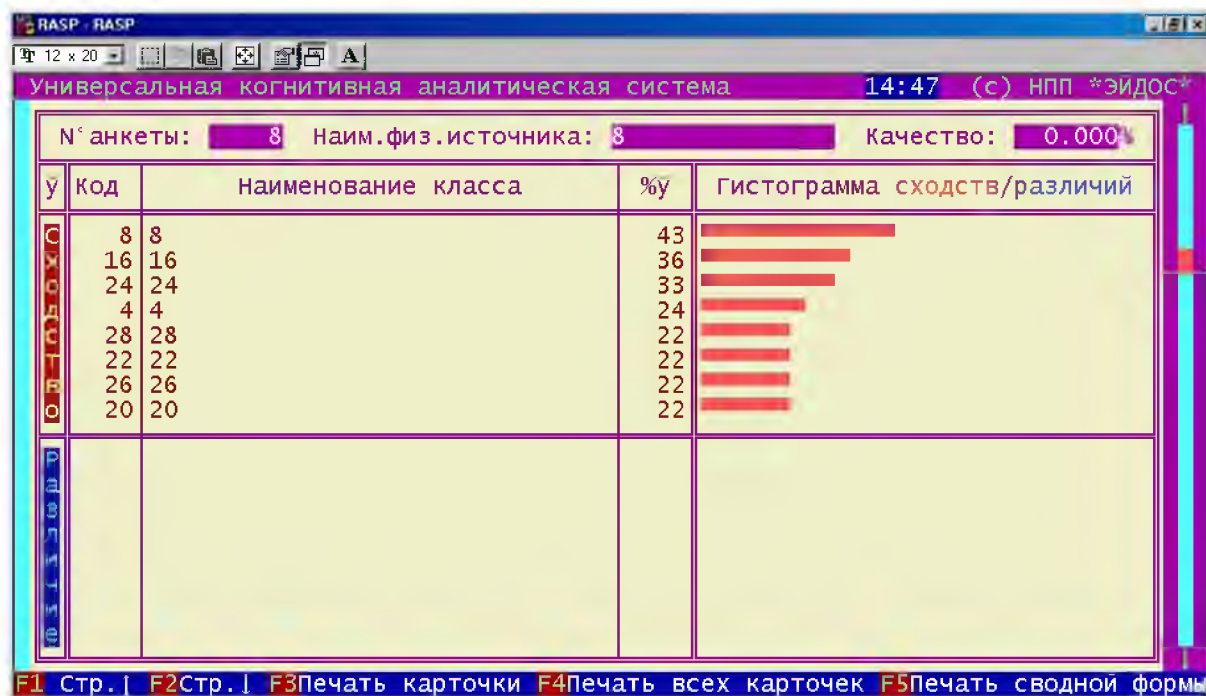 RASP - RASP
12 x 20 A
Универсальная когнитивная аналитическая система 14:47 (с) НПП *ЭЙДОС*
N°анкеты: 8 Наим.физ.источника: 8 Качество: 0.000%
У Код Наименование класса %У Гистограмма сходств/различий
Сходство
8 8 43
16 16 36
24 24 33
4 4 24
28 28 22
22 22 22
26 26 22
20 20 22
Различие
F1 Стр.↑ F2Стр.↓ F3Печать карточки F4Печать всех карточек F5Печать сводной формы